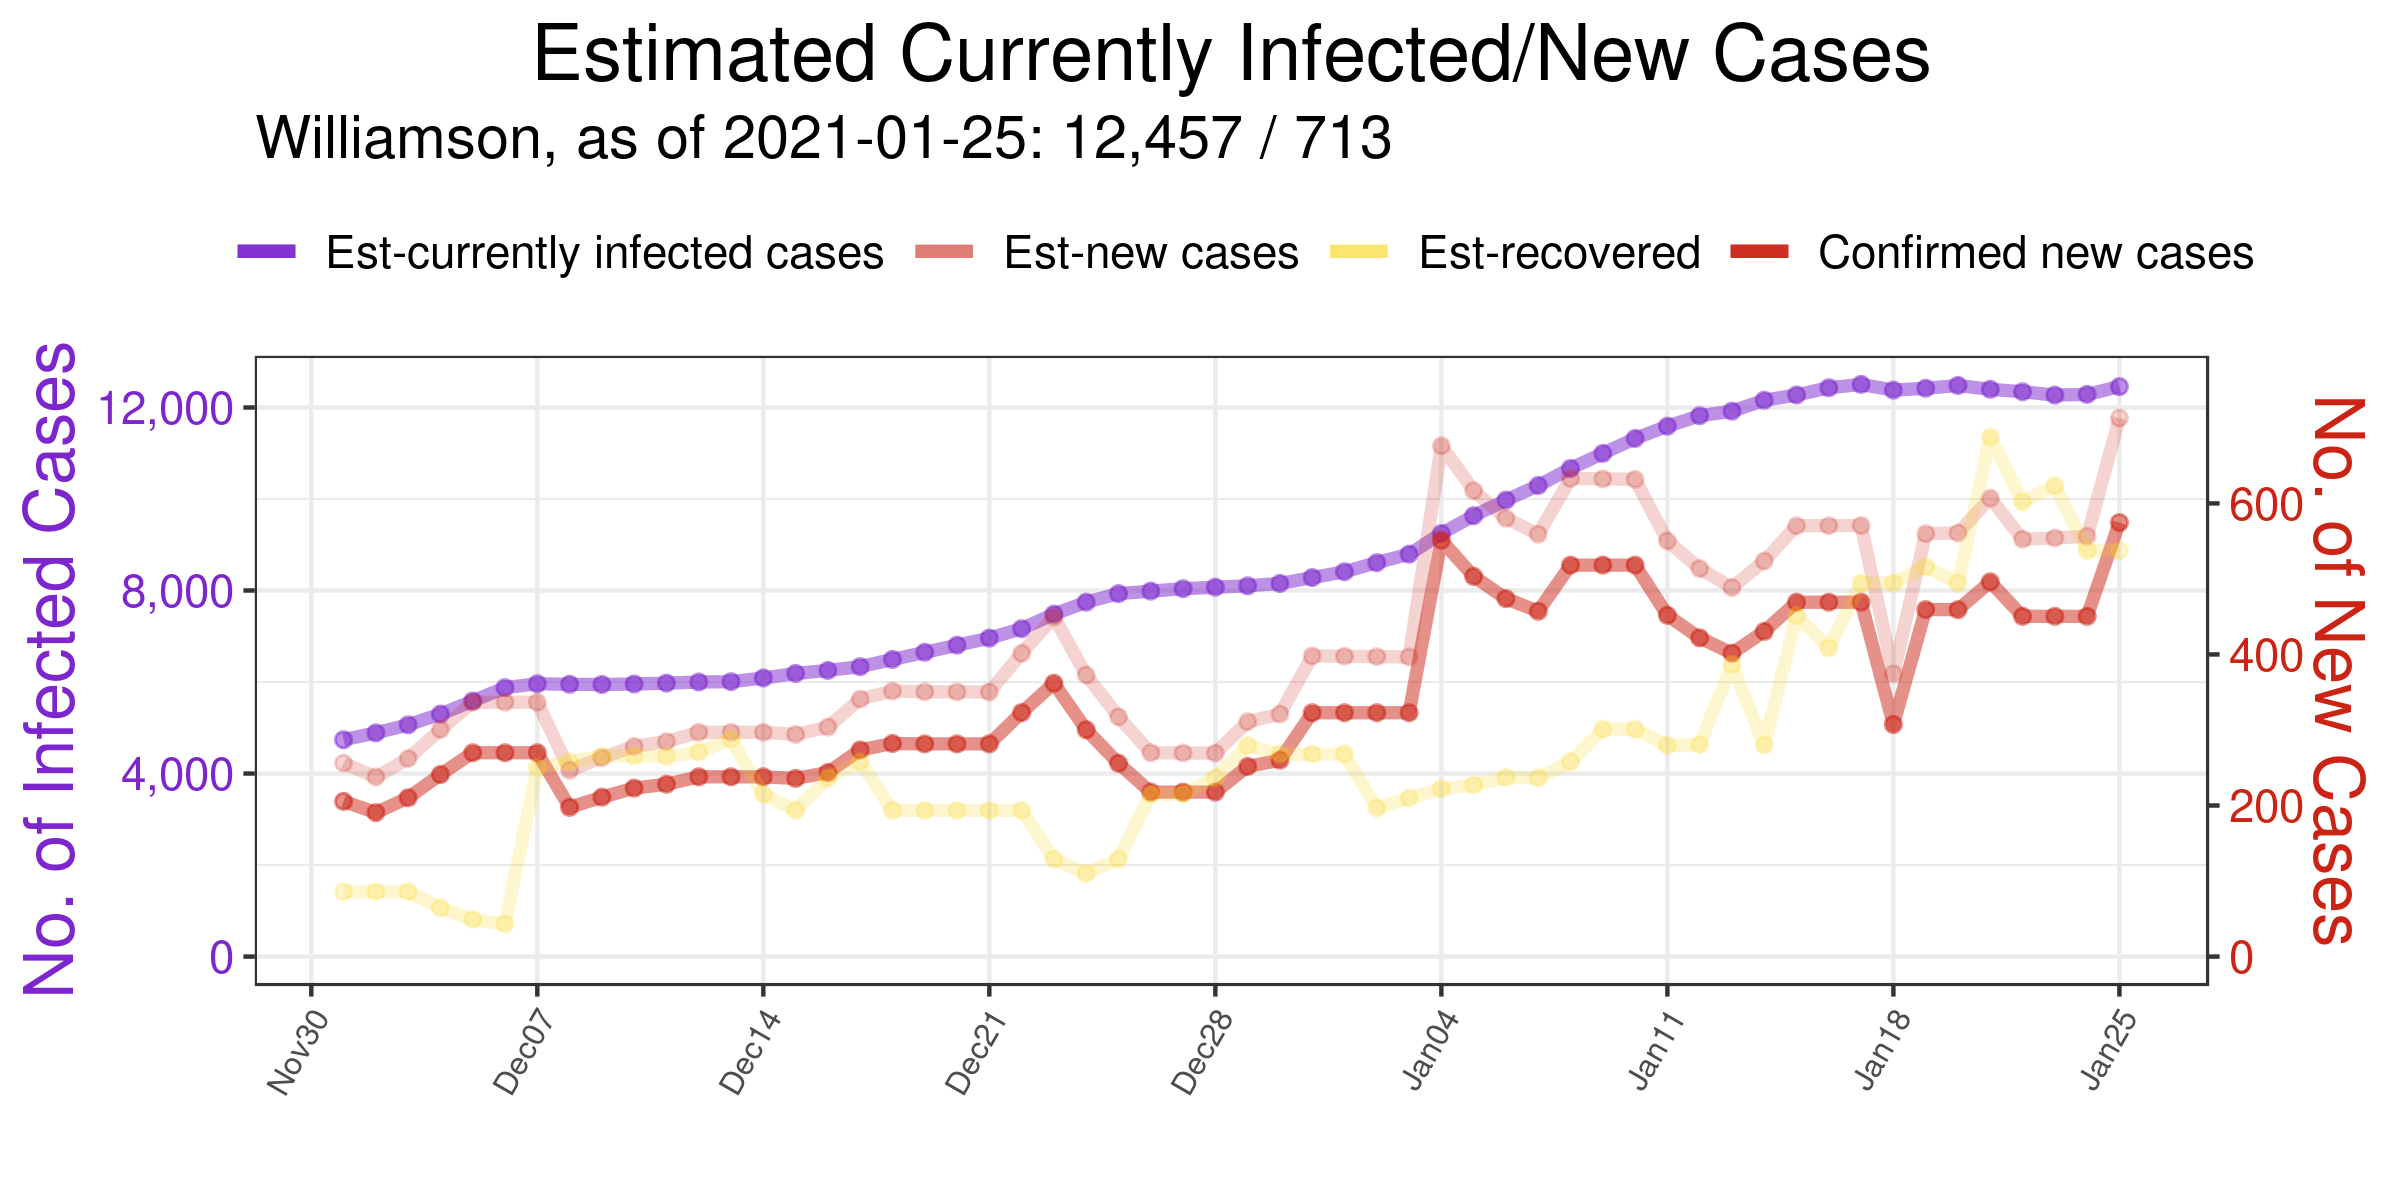 Estimated Currently Infected/New Cases
Williamson, as of 2021-01-25: 12,457 / 713
Est-currently infected cases Est-new cases Est-recovered Confirmed new cases
No. of Infected Cases
12,000
8,000
4,000
0
600
400
200
0
No. of New Cases
Nov30 Dec07 Dec14 Dec21 Dec28 Jan04 Jan11 Jan18 Jan25